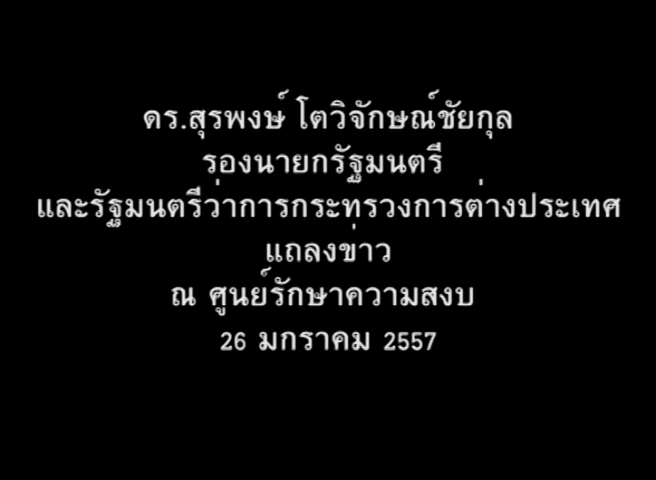 ดร.สุรพงษ์ โตวิจักษณ์ชัยกุล
รองนายกรัฐมนตรี
และรัฐมนตรีว่าการกระทรวงการต่างประเทศ
แถลงข่าว
ณ ศูนย์รักษาความสงบ
26 มกราคม 2557